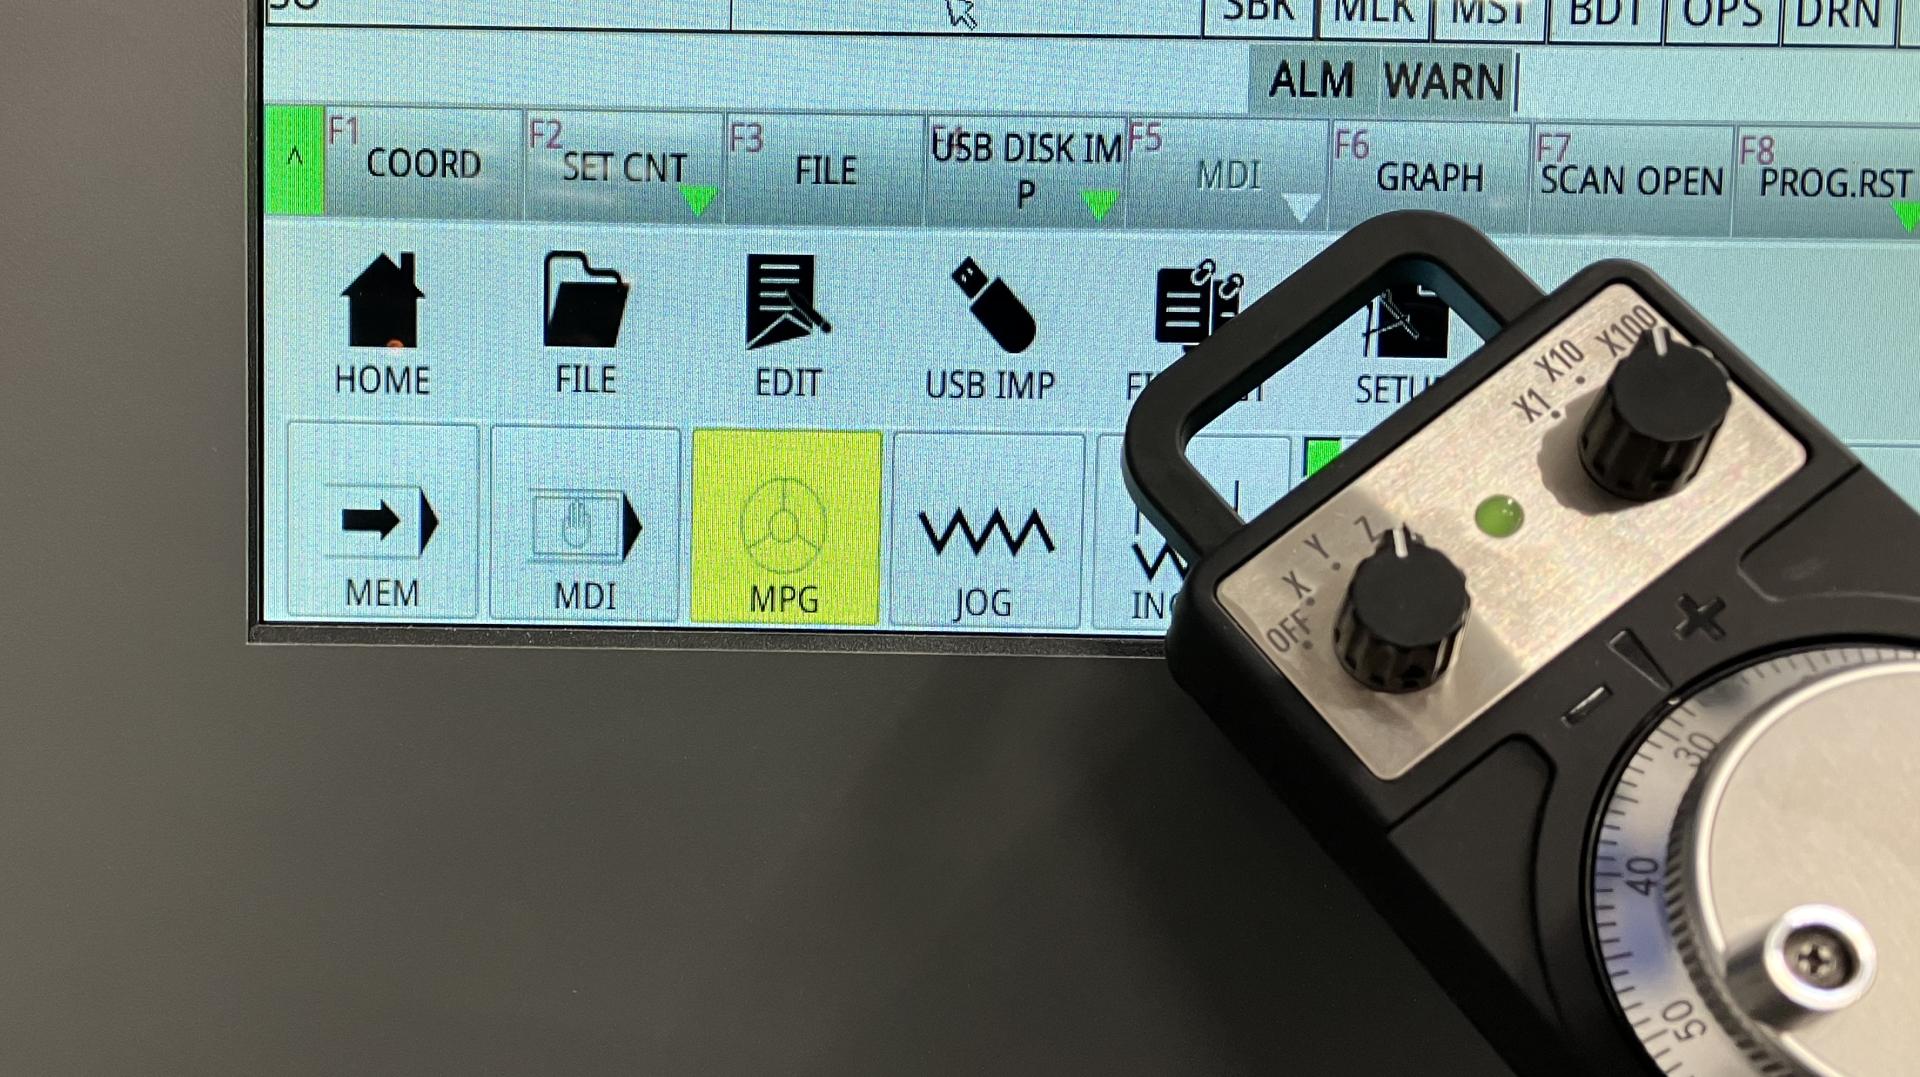 SBK MLK MST BDT OPS DRN
ALM WARN
F1 COORD
F2 SET CNT
F3 FILE
USB DISK IM
P
F5 MDI
F6 GRAPH
F7 SCAN OPEN
F8 PROG.RST
HOME
FILE
EDIT
USB IMP
MEM
MDI
MPG
JOG
X1 X10 X100
OFF X Y Z
- +
30
40
50